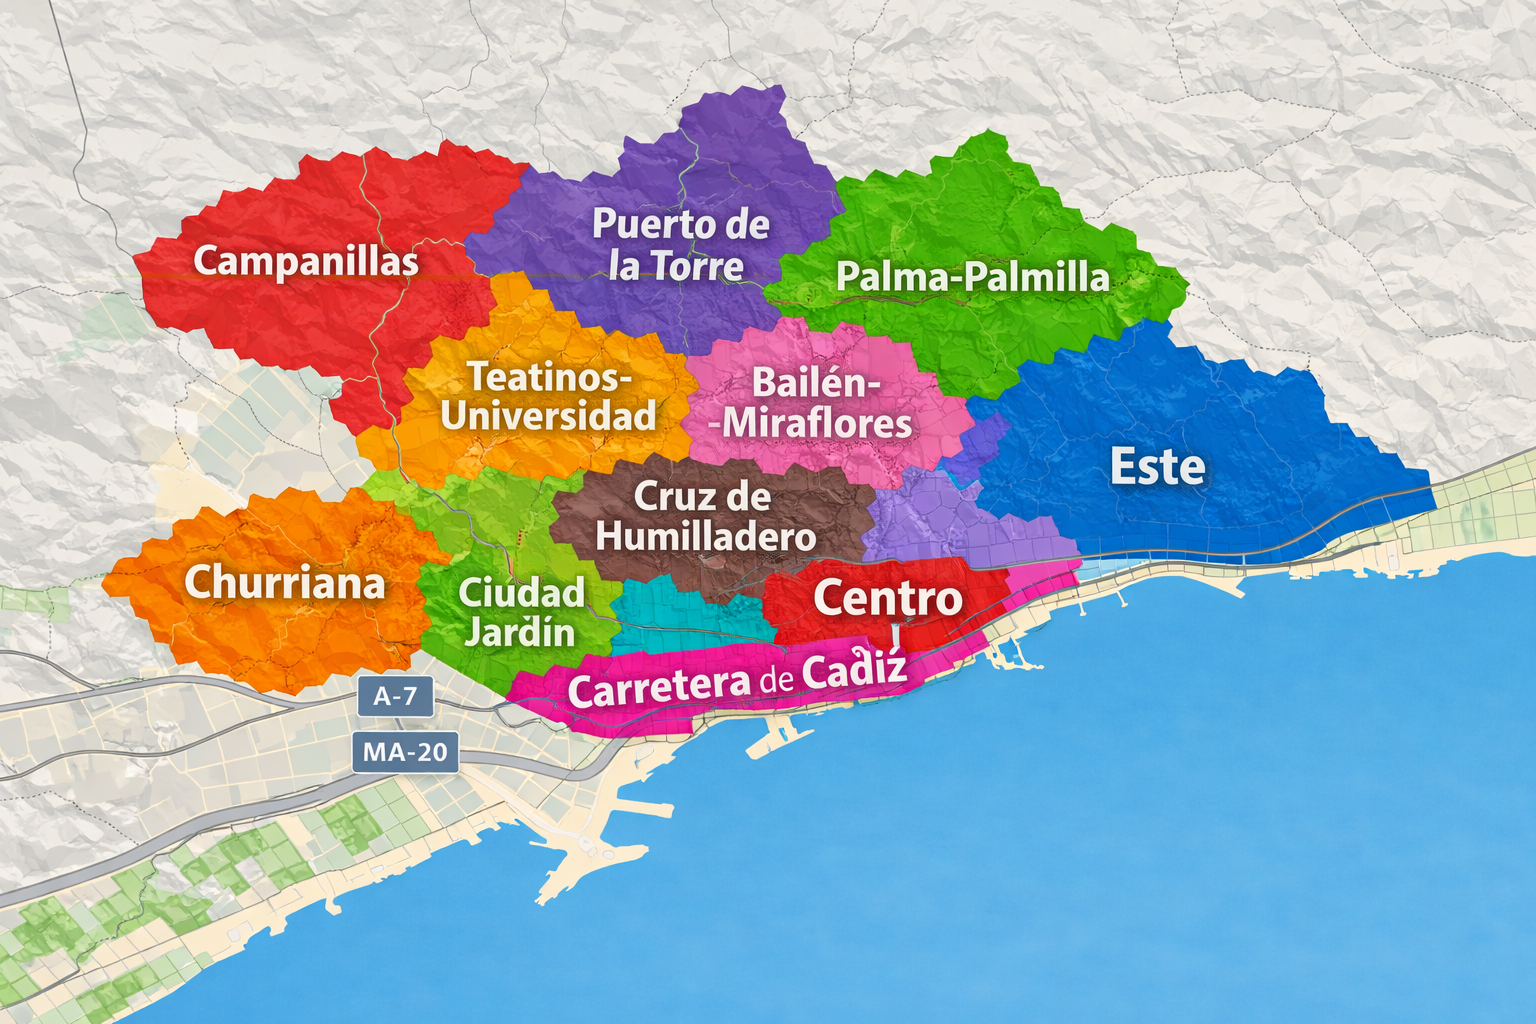 Puerto de
la Torre
Campanillas
Palma-Palmilla
Teatinos-
Universidad
Bailén-
-Miraflores
Este
Cruz de
Humilladero
Churriana
Ciudad
Jardín
Centro
Carretera de Cadiz
A-7
MA-20